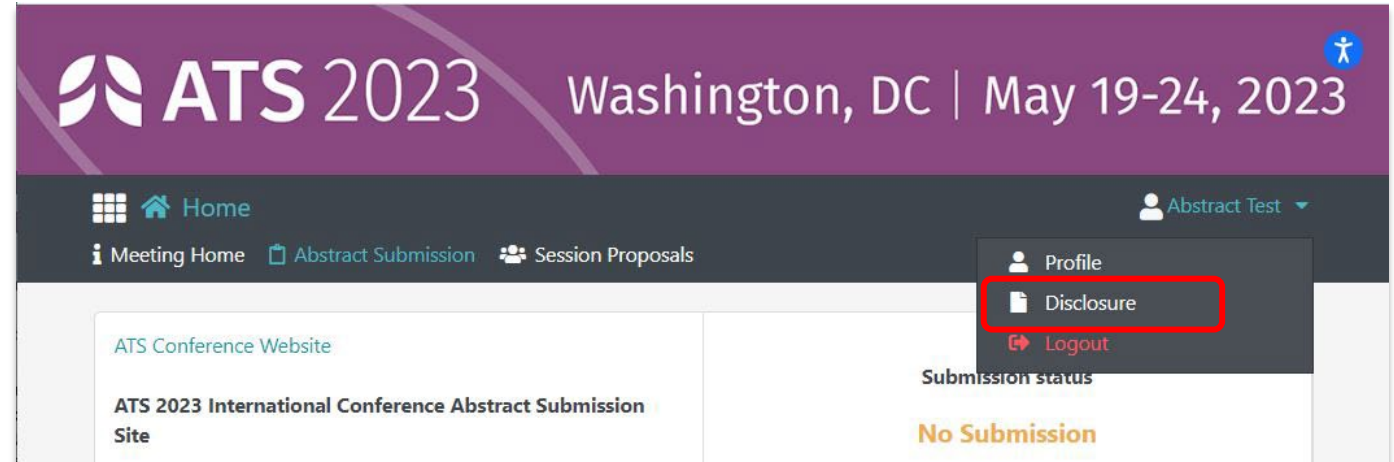 ATS 2023 Washington, DC | May 19-24, 2023
Home
Abstract Test
Meeting Home Abstract Submission Session Proposals
Profile
Disclosure
Logout
ATS Conference Website
ATS 2023 International Conference Abstract Submission
Site
Submission status
No Submission